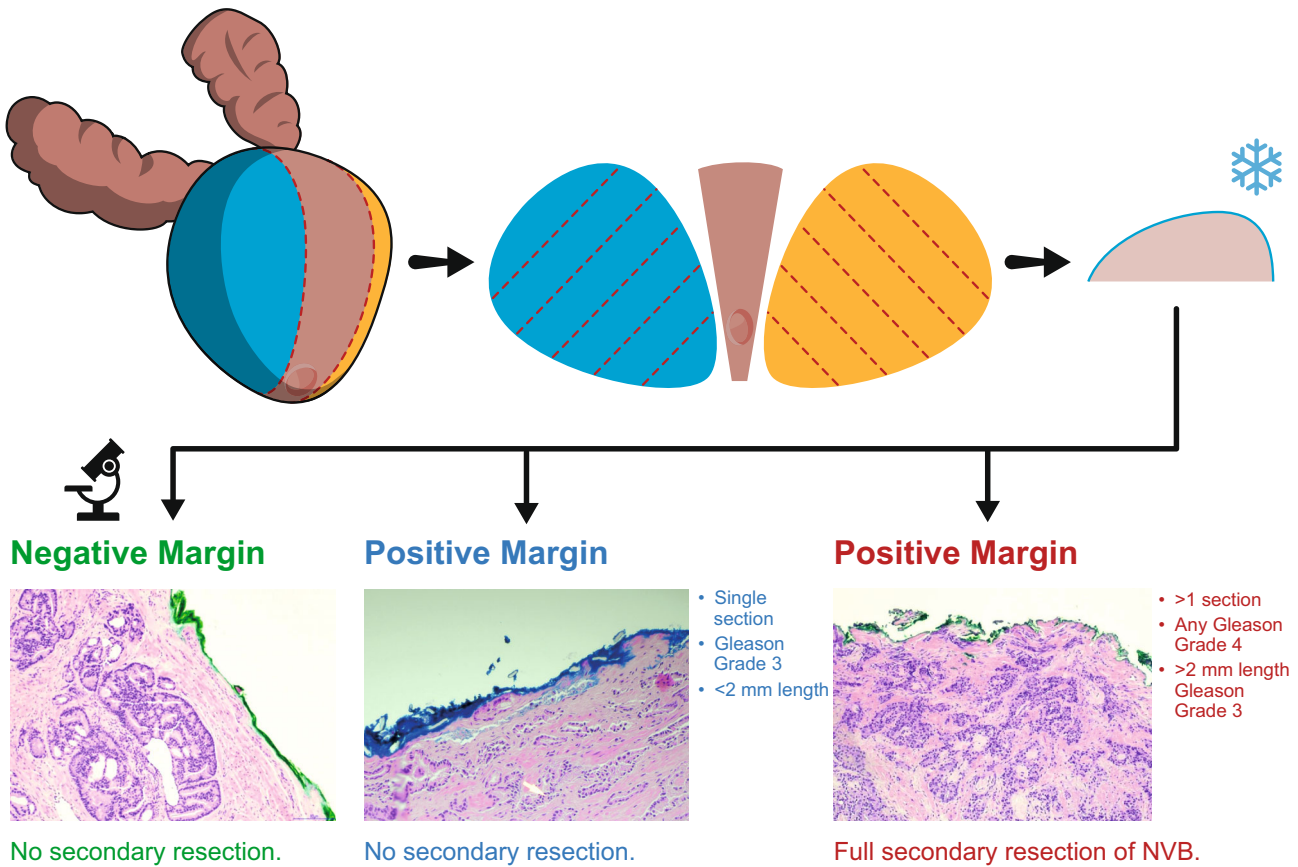 Negative Margin
No secondary resection.
Positive Margin
• Single
section
• Gleason
Grade 3
• <2 mm length
No secondary resection.
Positive Margin
• >1 section
• Any Gleason
Grade 4
• >2 mm length
Gleason
Grade 3
Full secondary resection of NVB.